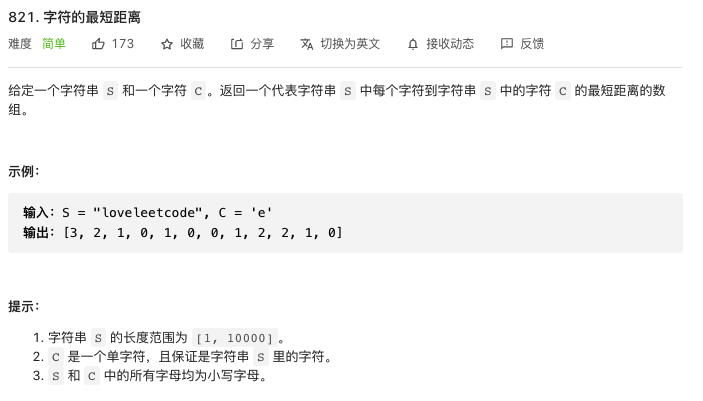 821. 字符的最短距离
难度 简单 173 收藏 分享 切换为英文 接收动态 反馈
给定一个字符串 S 和一个字符 C 。返回一个代表字符串 S 中每个字符到字符串 S 中的字符 C 的最短距离的数
组。
示例：
输入：S = "loveleetcode", C = 'e'
输出：[3, 2, 1, 0, 1, 0, 0, 1, 2, 2, 1, 0]
提示：
1. 字符串 S 的长度范围为 [1, 10000] 。
2. C 是一个单字符，且保证是字符串 S 里的字符。
3. S 和 C 中的所有字母均为小写字母。